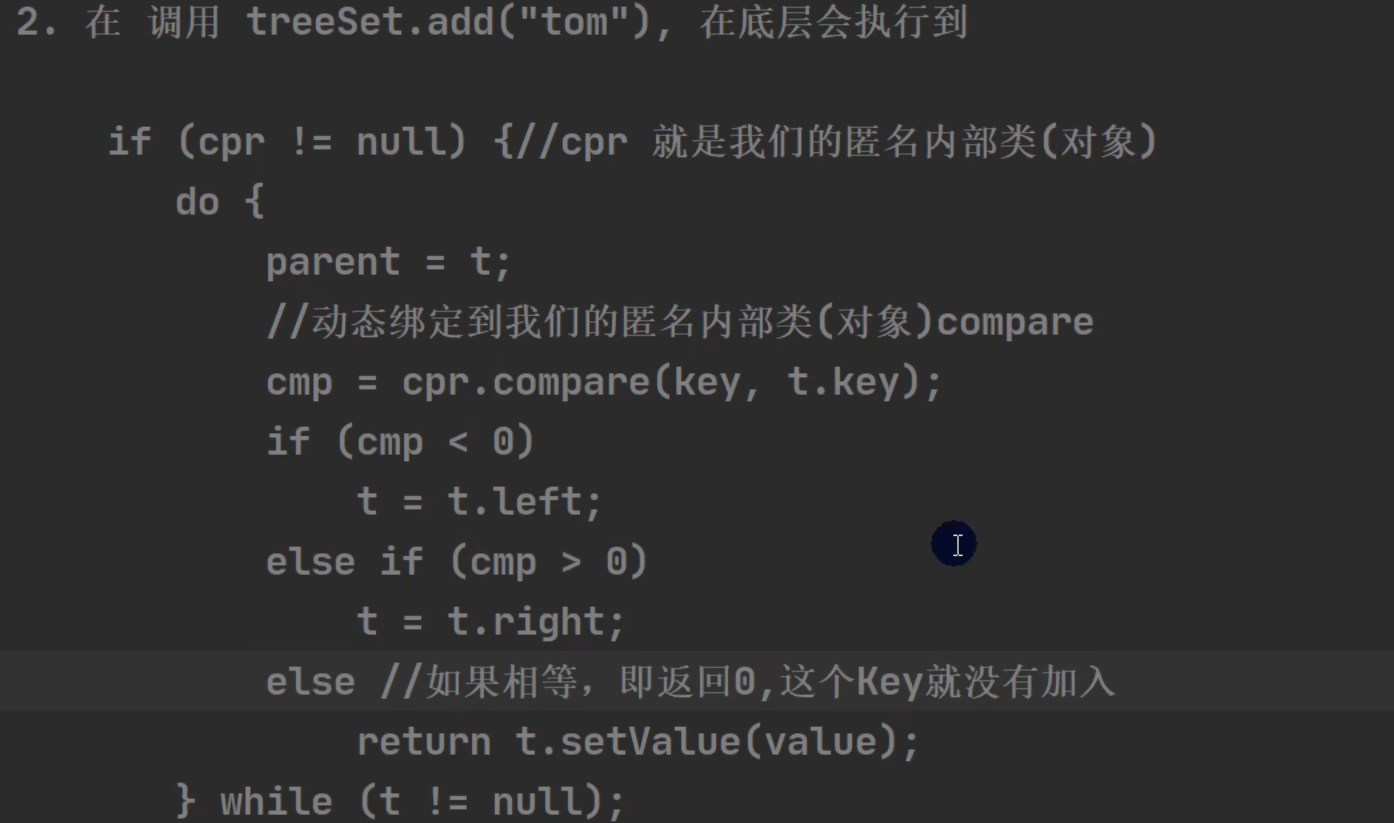 2. 在 调用 treeSet.add("tom"), 在底层会执行到
if (cpr != null) {//cpr 就是我们的匿名内部类(对象)
do {
parent = t;
//动态绑定到我们的匿名内部类(对象)compare
cmp = cpr.compare(key, t.key);
if (cmp < 0)
t = t.left;
else if (cmp > 0)
t = t.right;
else //如果相等，即返回0,这个Key就没有加入
return t.setValue(value);
} while (t != null);